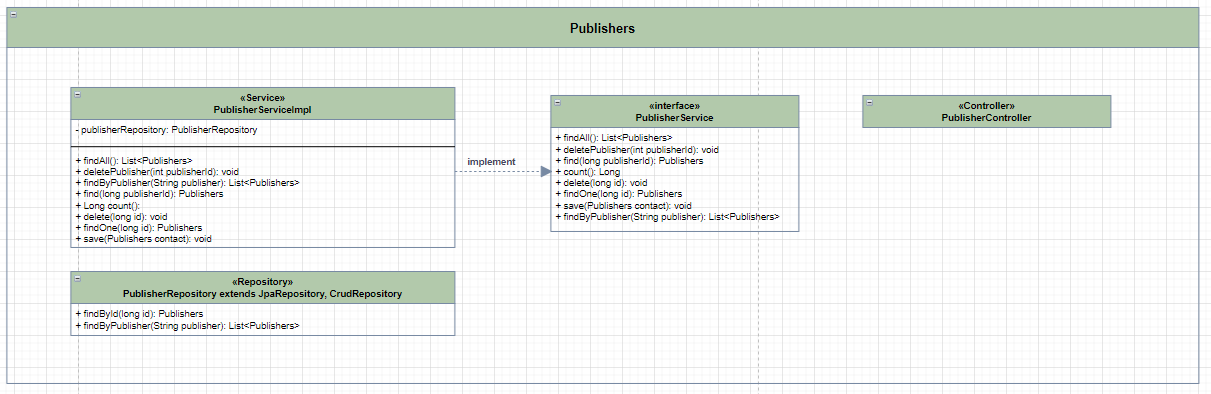 Publishers
«Service»
PublisherServiceImpl
- publisherRepository: PublisherRepository
+ findAll(): List<Publishers>
+ deletePublisher(int publisherId): void
+ findByPublisher(String publisher): List<Publishers>
+ find(long publisherId): Publishers
+ Long count():
+ delete(long id): void
+ findOne(long id): Publishers
+ save(Publishers contact): void
implement
«interface»
PublisherService
+ findAll(): List<Publishers>
+ deletePublisher(int publisherId): void
+ find(long publisherId): Publishers
+ count(): Long
+ delete(long id): void
+ findOne(long id): Publishers
+ save(Publishers contact): void
+ findByPublisher(String publisher): List<Publishers>
«Controller»
PublisherController
«Repository»
PublisherRepository extends JpaRepository, CrudRepository
+ findById(long id): Publishers
+ findByPublisher(String publisher): List<Publishers>